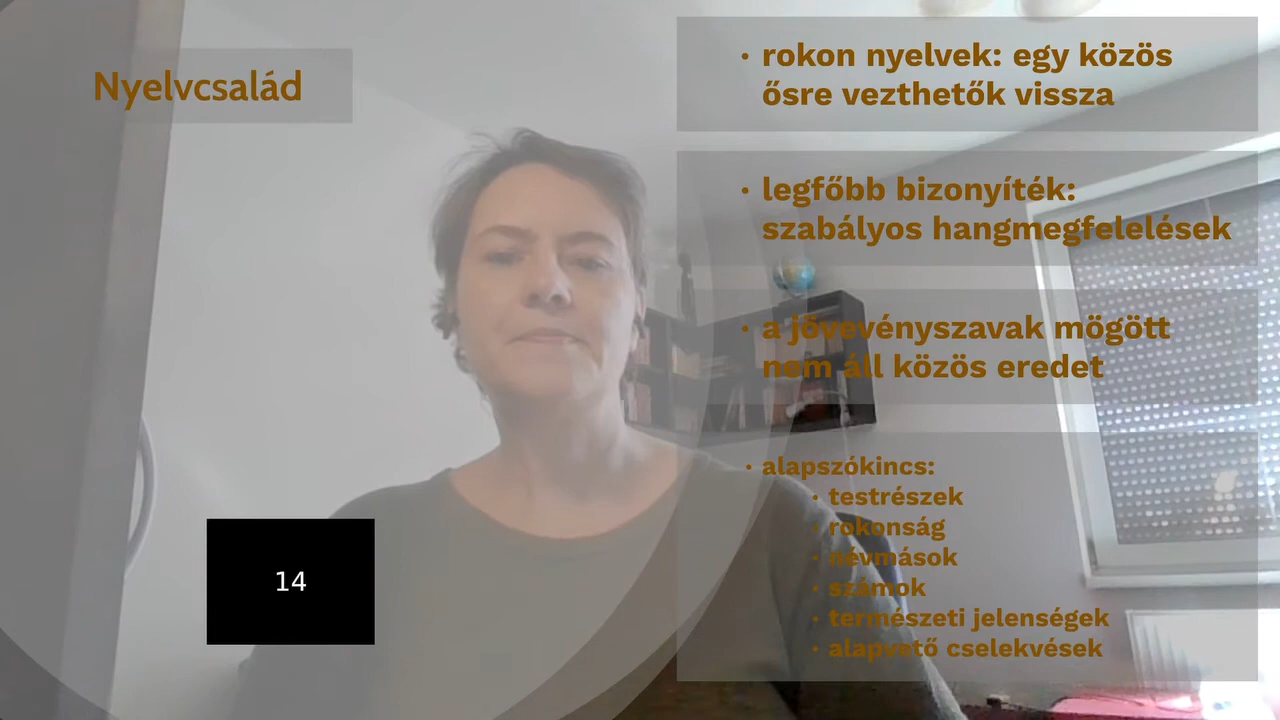 Nyelvcsalád
• rokon nyelvek: egy közös
ősre vezthetők vissza
• legfőbb bizonyíték:
szabályos hangmegfelelések
• a jövevényszavak mögött
nem áll közös eredet
• alapszókincs:
• testrészek
• rokonság
• névmások
• számok
• természeti jelenségek
• alapvető cselekvések
14